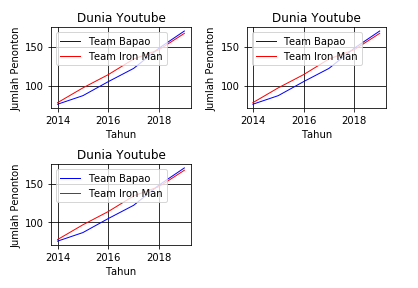 Dunia Youtube
Jumlah Penonton
150
100
Team Bapao
Team Iron Man
2014
2016
2018
Tahun
Dunia Youtube
Jumlah Penonton
150
100
Team Bapao
Team Iron Man
2014
2016
2018
Tahun
Dunia Youtube
Jumlah Penonton
150
100
Team Bapao
Team Iron Man
2014
2016
2018
Tahun